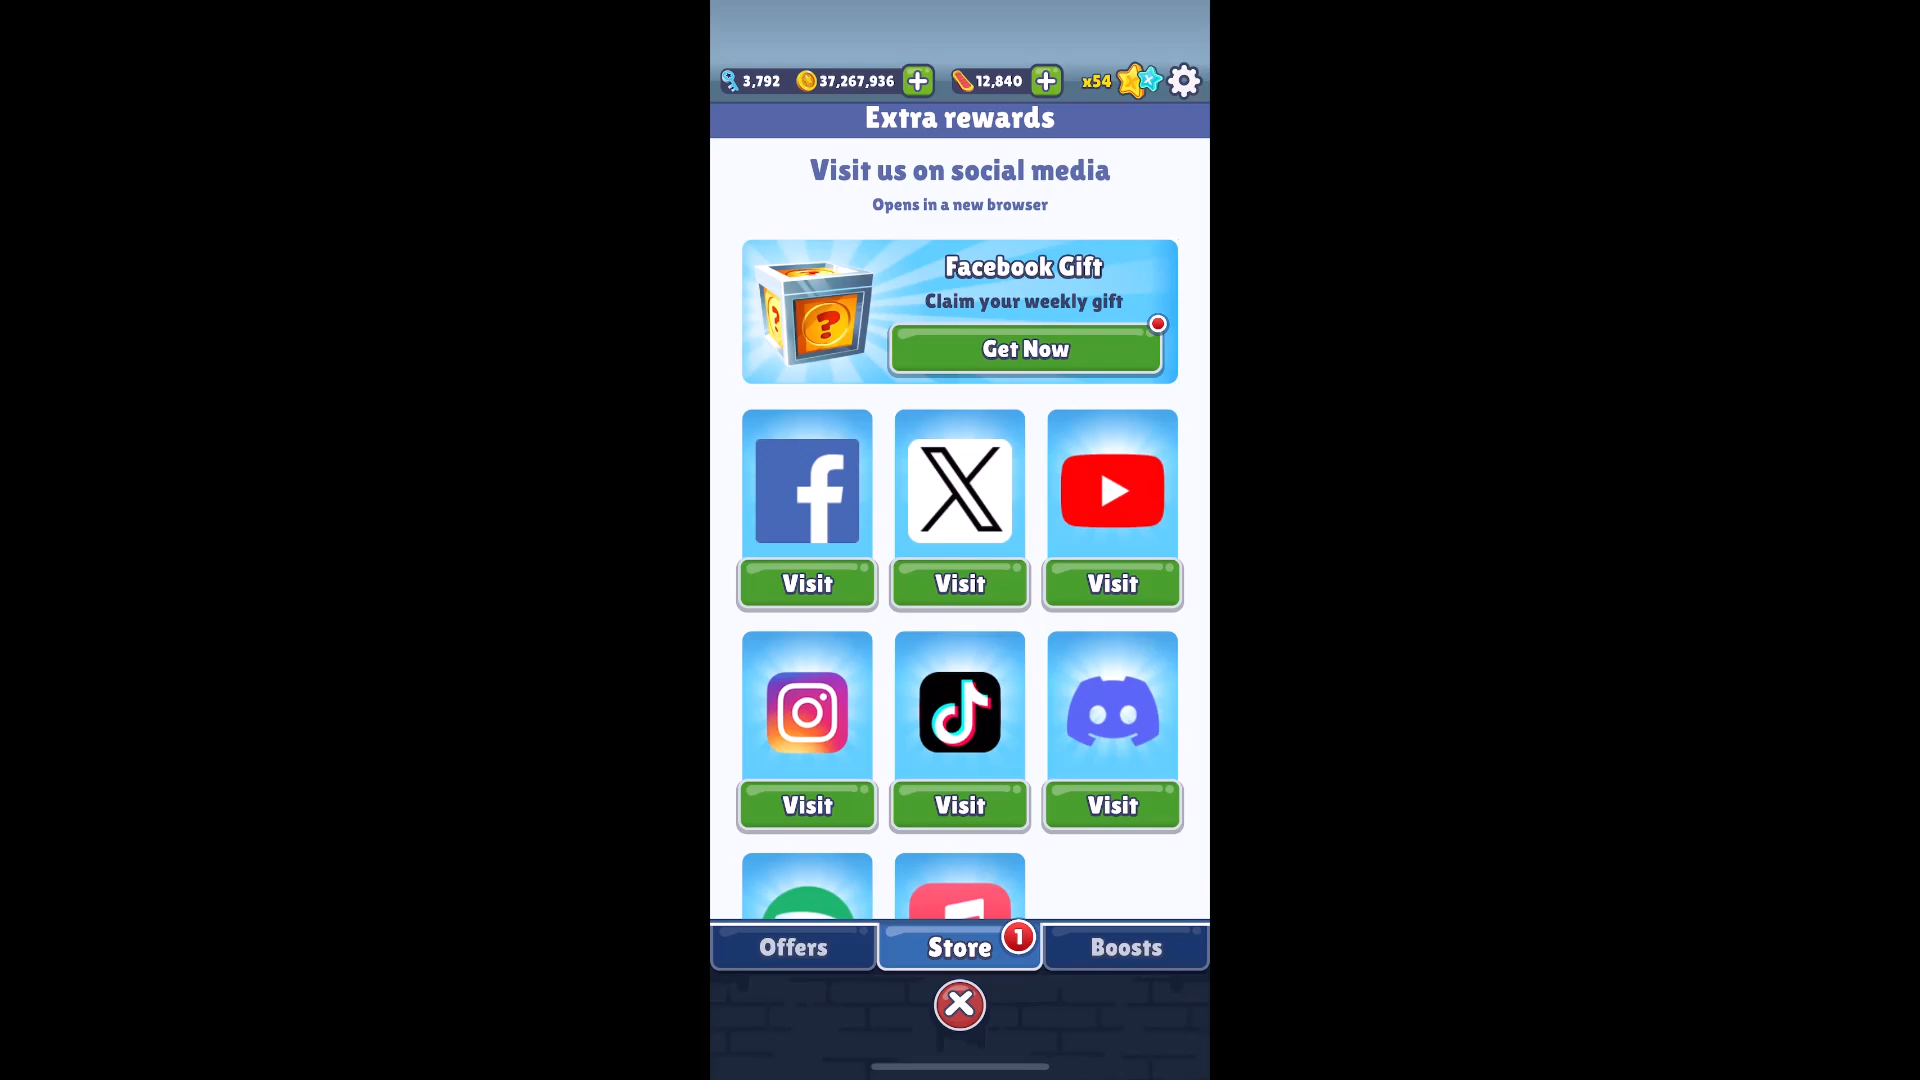 3,792 37,267,936 12,840 x54
Extra rewards
Visit us on social media
Opens in a new browser
Facebook Gift
Claim your weekly gift
Get Now
Visit Visit Visit
Visit Visit Visit
Offers Store 1 Boosts